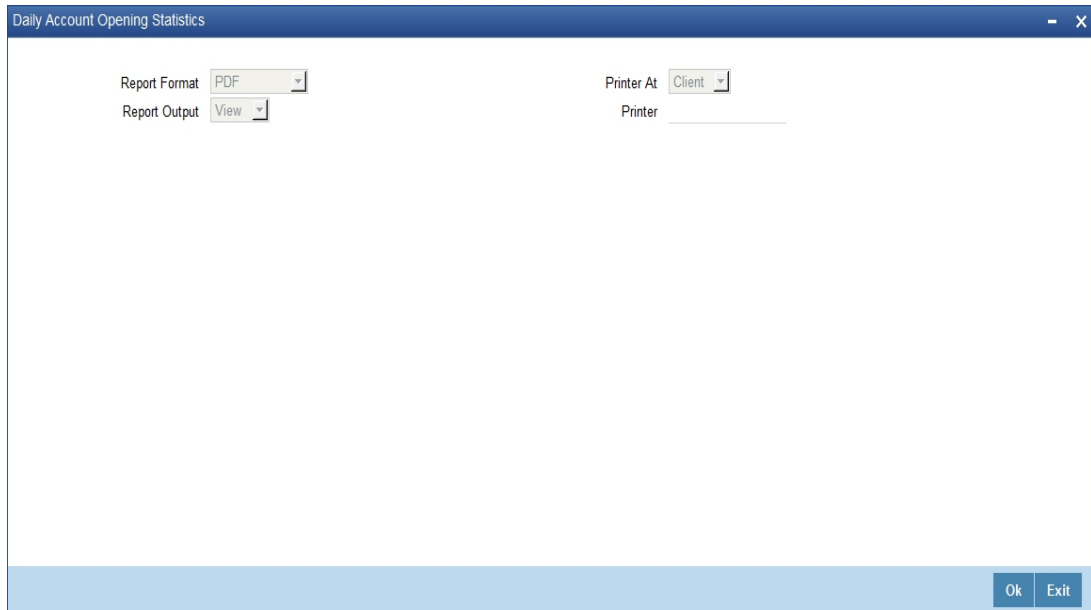 Daily Account Opening Statistics
Report Format PDF Printer At Client
Report Output View Printer
Ok Exit